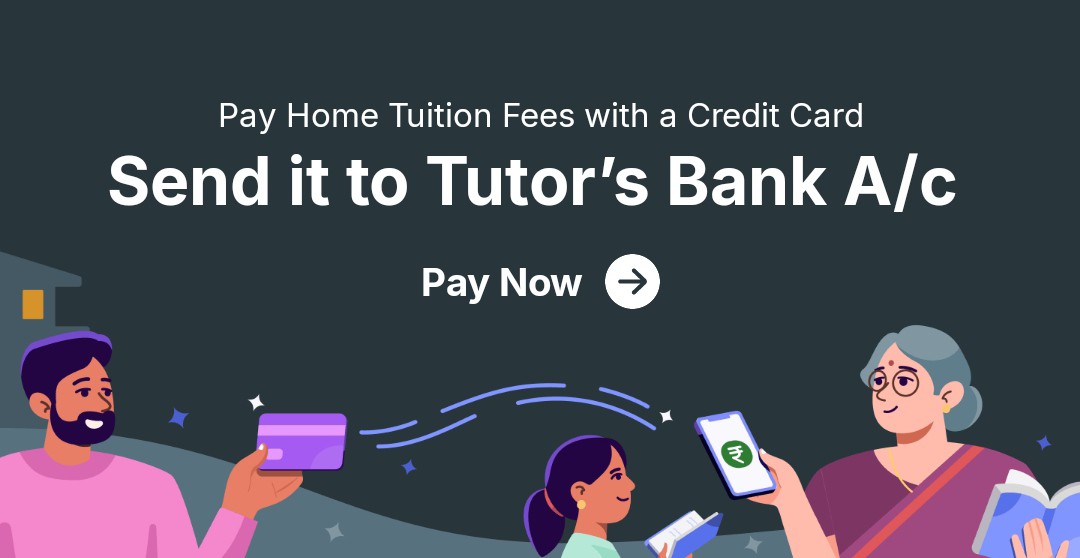 Pay Home Tuition Fees with a Credit Card
Send it to Tutor’s Bank A/c
Pay Now
₹